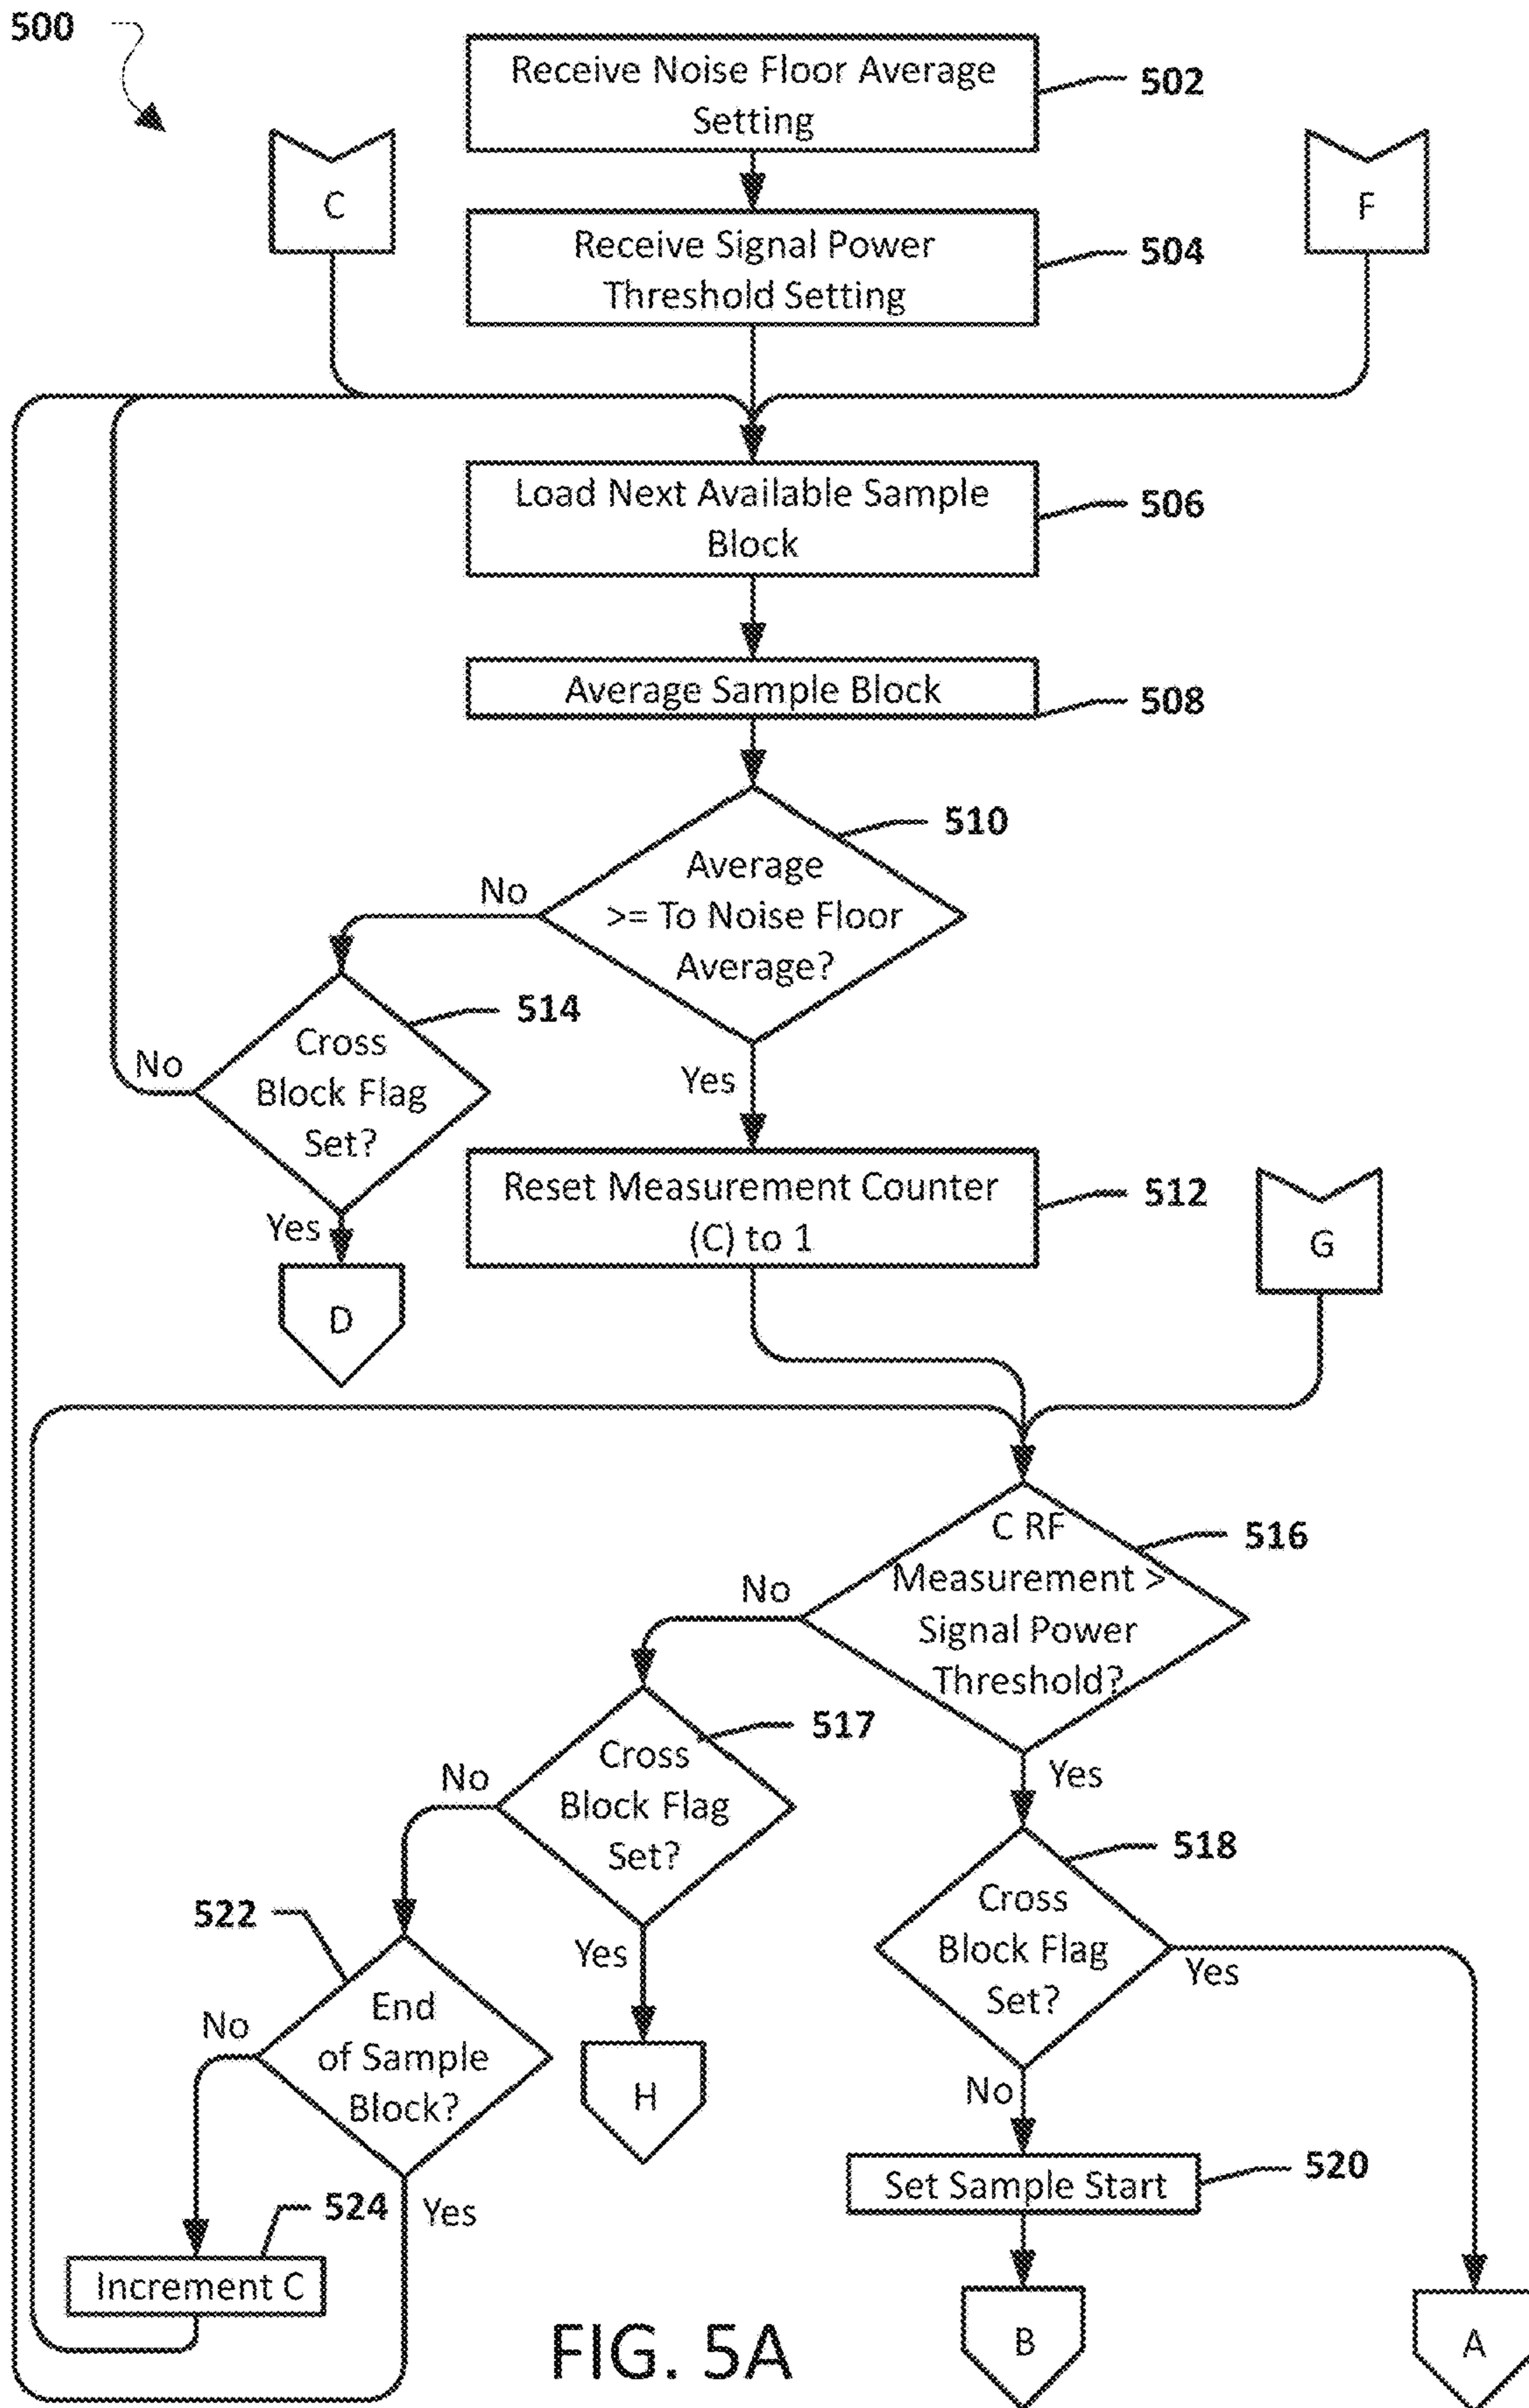 500
Receive Noise Floor Average
Setting
502
C
F
Receive Signal Power
Threshold Setting
504
Load Next Available Sample
Block
506
Average Sample Block
508
510
Average
>= To Noise Floor
Average?
No
514
Cross
Block Flag
Set?
No
Yes
Yes
D
Reset Measurement Counter
(C) to 1
512
G
C RF
Measurement >
Signal Power
Threshold?
516
No
Yes
517
Cross
Block Flag
Set?
No
Yes
518
Cross
Block Flag
Set?
Yes
No
522
End
of Sample
Block?
No
Yes
H
Set Sample Start
520
524
Increment C
B
A
FIG. 5A